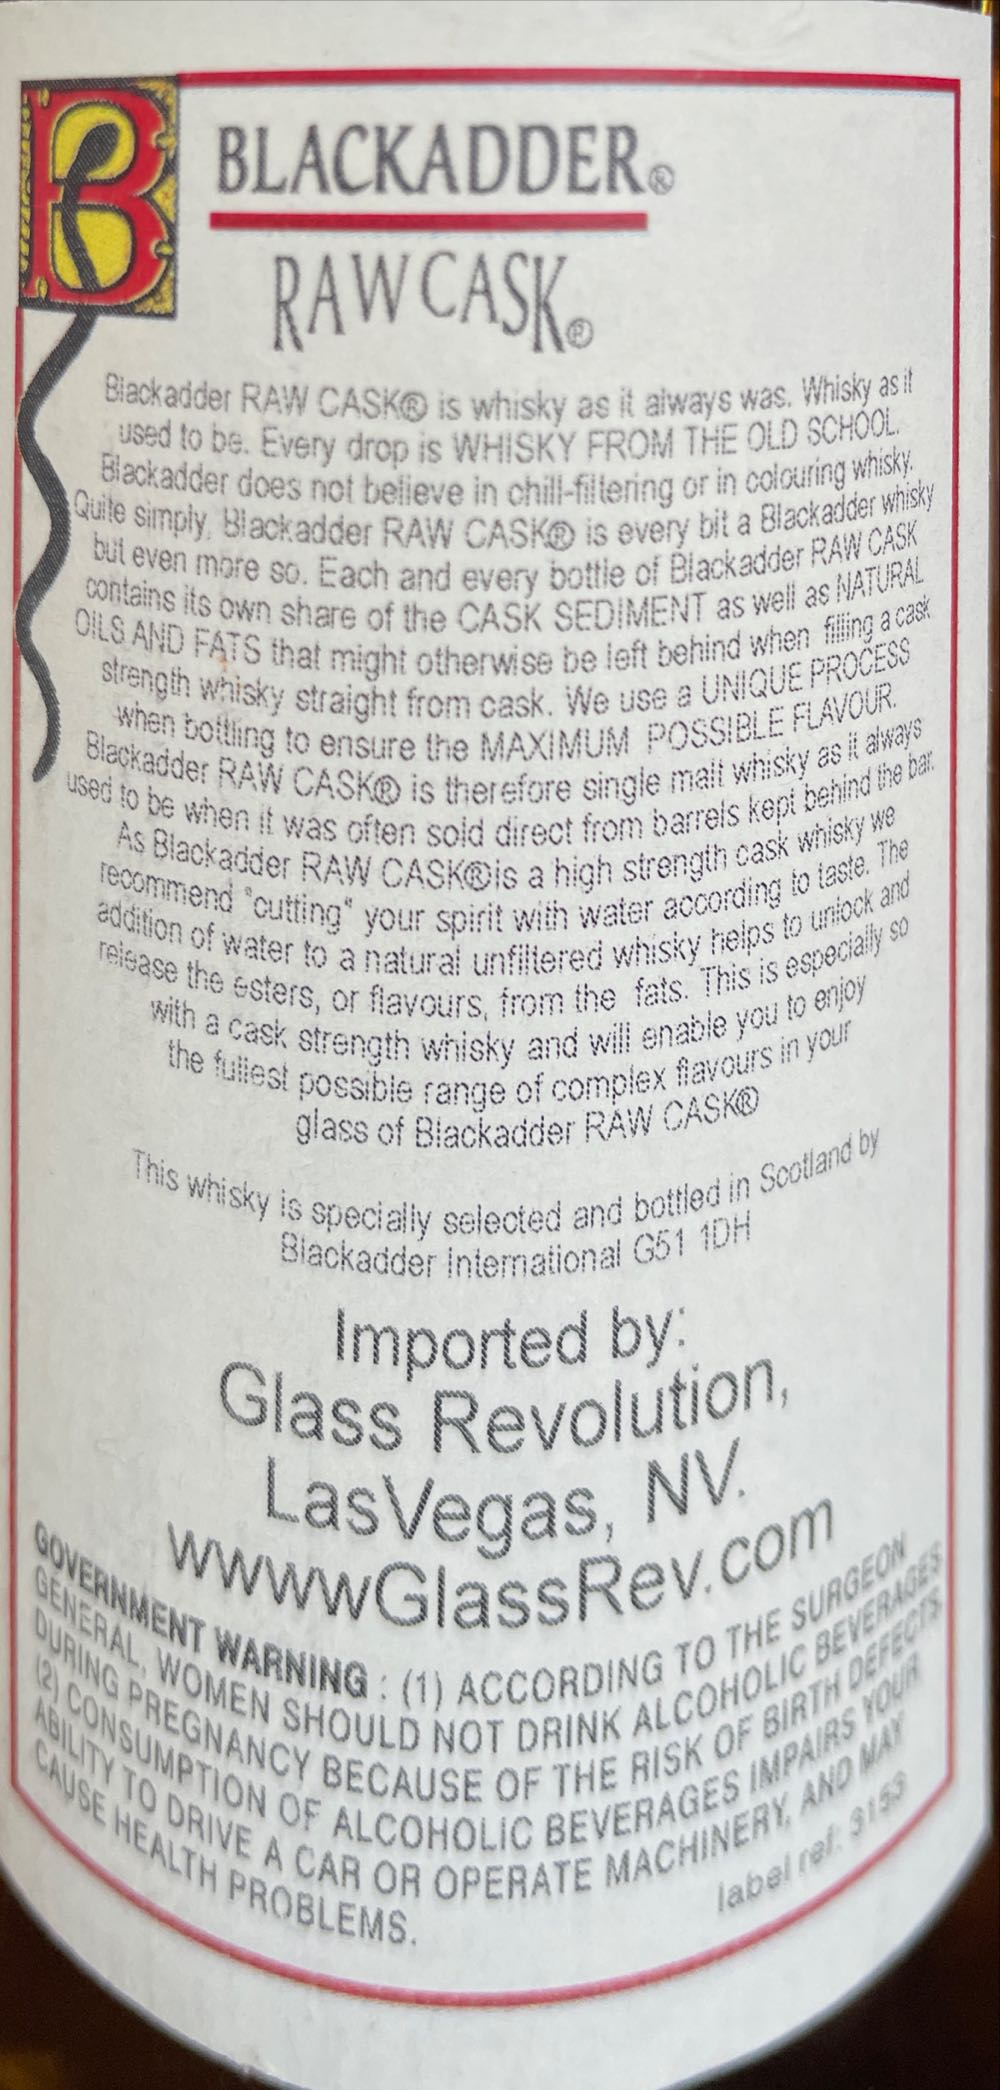 B
BLACKADDER®
RAW CASK®
Blackadder RAW CASK® is whisky as it always was. Whisky as it
used to be. Every drop is WHISKY FROM THE OLD SCHOOL.
Blackadder does not believe in chill-filtering or in colouring whisky.
Quite simply, Blackadder RAW CASK® is every bit a Blackadder whisky
but even more so. Each and every bottle of Blackadder RAW CASK
contains its own share of the CASK SEDIMENT as well as NATURAL
OILS AND FATS that might otherwise be left behind when filling a cask
strength whisky straight from cask. We use a UNIQUE PROCESS
when bottling to ensure the MAXIMUM POSSIBLE FLAVOUR.
Blackadder RAW CASK® is therefore single malt whisky as it always
used to be when it was often sold direct from barrels kept behind the bar.
As Blackadder RAW CASK®is a high strength cask whisky we
recommend "cutting" your spirit with water according to taste. The
addition of water to a natural unfiltered whisky helps to unlock and
release the esters, or flavours, from the fats. This is especially so
with a cask strength whisky and will enable you to enjoy
the fullest possible range of complex flavours in your
glass of Blackadder RAW CASK®
This whisky is specially selected and bottled in Scotland by
Blackadder International G51 1DH
Imported by:
Glass Revolution,
LasVegas, NV.
wwwGlassRev.com
GOVERNMENT WARNING : (1) ACCORDING TO THE SURGEON
GENERAL, WOMEN SHOULD NOT DRINK ALCOHOLIC BEVERAGES
DURING PREGNANCY BECAUSE OF THE RISK OF BIRTH DEFECTS.
(2) CONSUMPTION OF ALCOHOLIC BEVERAGES IMPAIRS YOUR
ABILITY TO DRIVE A CAR OR OPERATE MACHINERY, AND MAY
CAUSE HEALTH PROBLEMS.
label ref: 3153